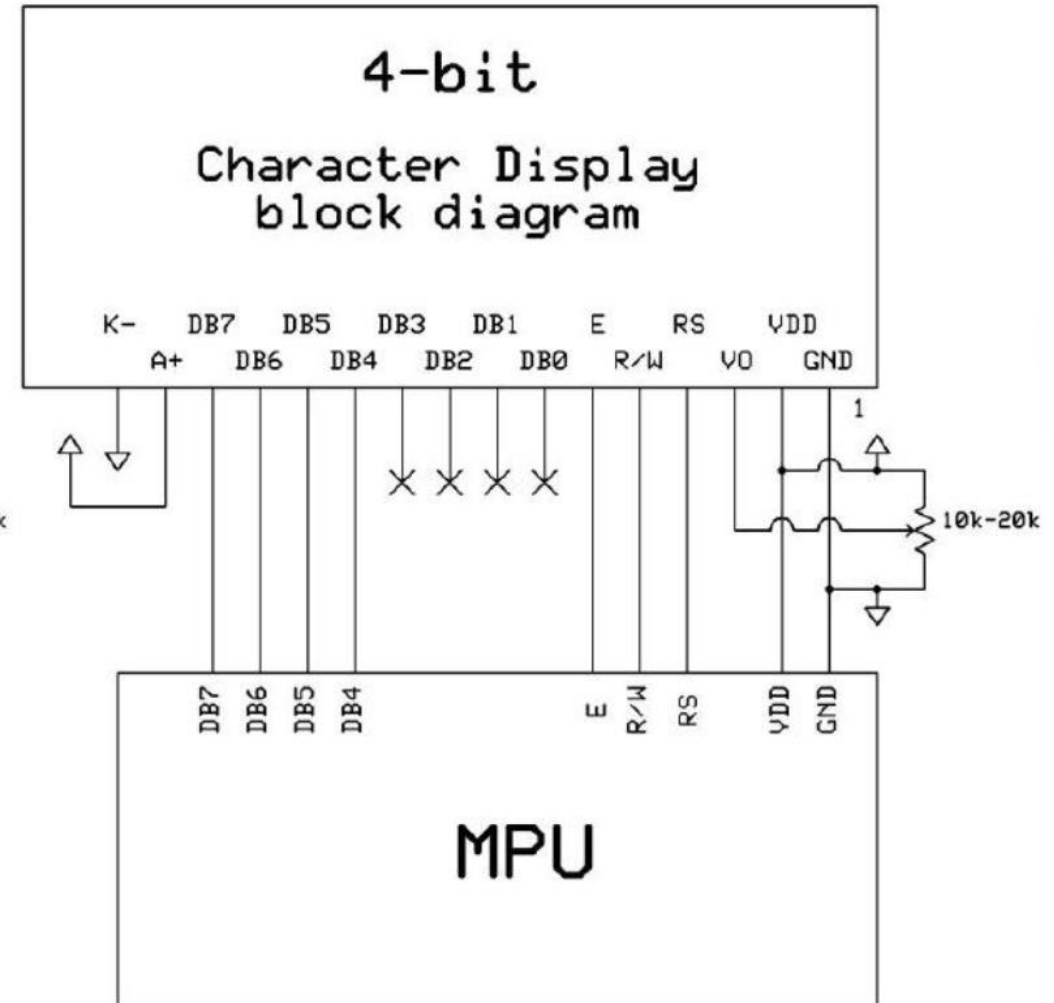 4-bit
Character Display
block diagram
K- DB7 DB5 DB3 DB1 E RS VDD
A+ DB6 DB4 DB2 DB0 R/W VO GND
1
10k-20k
DB7 DB6 DB5 DB4 E R/W RS VDD GND
MPU